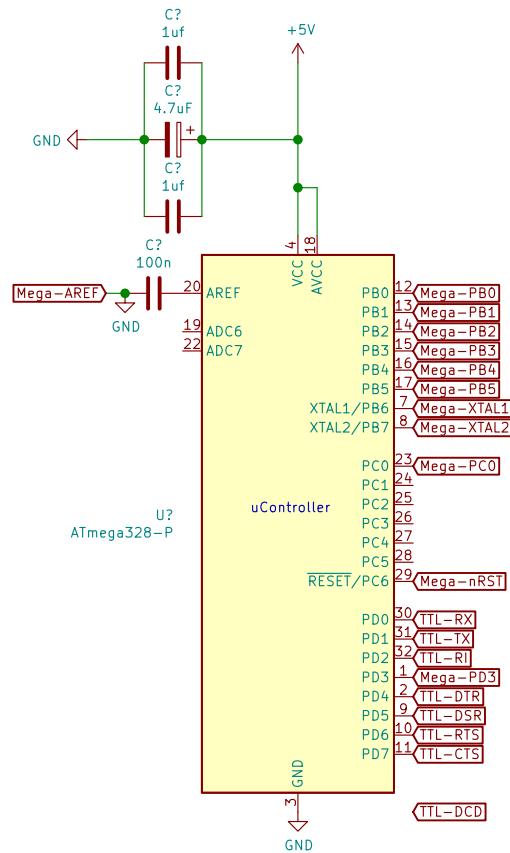 C?
1uf
+5V
C?
4.7uF
+
GND
C?
1uf
4
18
C?
100n
VCC
AVCC
Mega-AREF
20
AREF
PB0
12
Mega-PB0
GND
PB1
13
Mega-PB1
19
ADC6
PB2
14
Mega-PB2
22
ADC7
PB3
15
Mega-PB3
PB4
16
Mega-PB4
PB5
17
Mega-PB5
XTAL1/PB6
7
Mega-XTAL1
XTAL2/PB7
8
Mega-XTAL2
PC0
23
Mega-PC0
PC1
24
uController
PC2
25
U?
ATmega328-P
PC3
26
PC4
27
PC5
28
RESET/PC6
29
Mega-nRST
PD0
30
TTL-RX
PD1
31
TTL-TX
PD2
32
TTL-RI
PD3
1
Mega-PD3
PD4
2
TTL-DTR
PD5
9
TTL-DSR
PD6
10
TTL-RTS
PD7
11
TTL-CTS
GND
3
TTL-DCD
GND